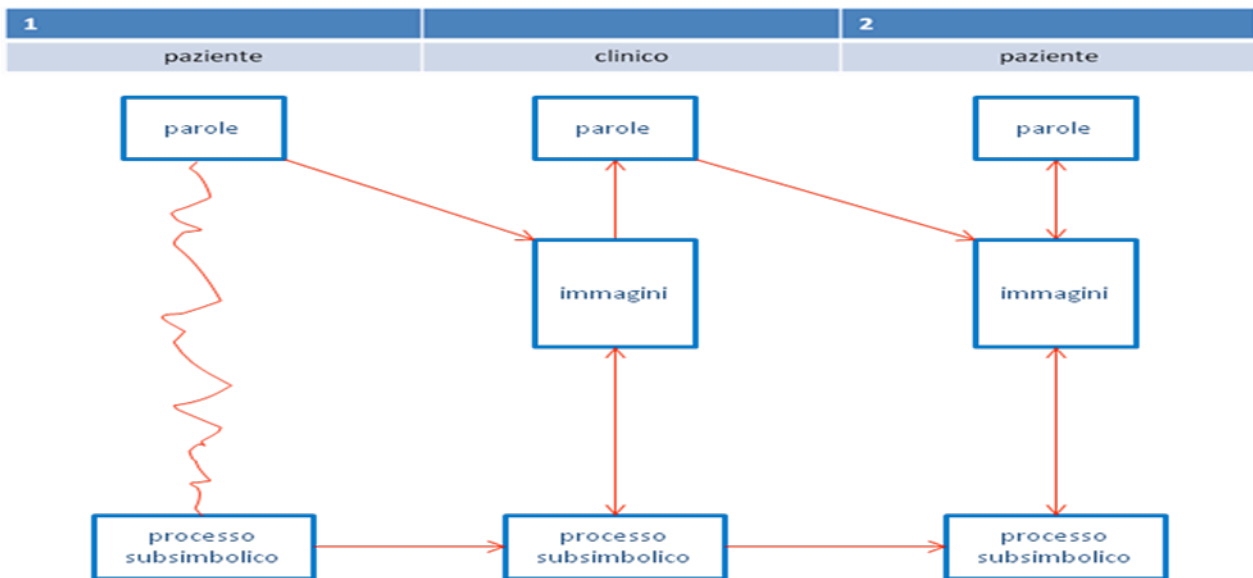 1 2
paziente clinico paziente
parole parole parole
immagini immagini
processo processo processo
subsimbolico subsimbolico subsimbolico